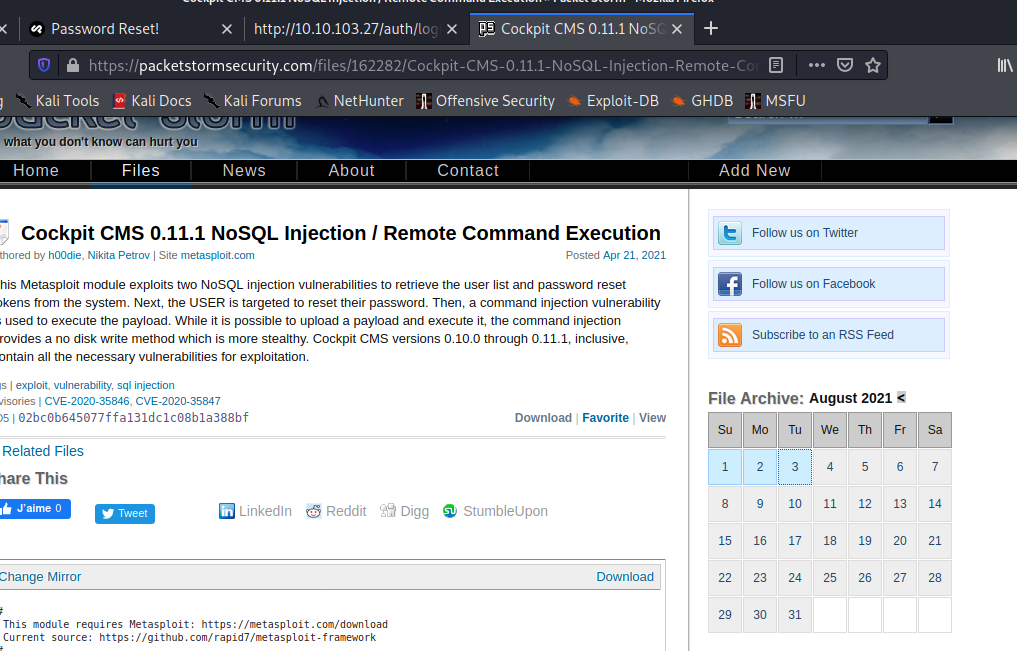 Cockpit CMS 0.11.1 NoSQL Injection / Remote Command Execution - Packet Storm - Mozilla Firefox
Password Reset!
http://10.10.103.27/auth/log
Cockpit CMS 0.11.1 NoSQ
https://packetstormsecurity.com/files/162282/Cockpit-CMS-0.11.1-NoSQL-Injection-Remote-Co
g
Kali Tools
Kali Docs
Kali Forums
NetHunter
Offensive Security
Exploit-DB
GHDB
MSFU
packet storm
what you don't know can hurt you
Home
Files
News
About
Contact
Add New
Cockpit CMS 0.11.1 NoSQL Injection / Remote Command Execution
thored by h00die, Nikita Petrov | Site metasploit.com
Posted Apr 21, 2021
his Metasploit module exploits two NoSQL injection vulnerabilities to retrieve the user list and password reset
okens from the system. Next, the USER is targeted to reset their password. Then, a command injection vulnerability
s used to execute the payload. While it is possible to upload a payload and execute it, the command injection
rovides a no disk write method which is more stealthy. Cockpit CMS versions 0.10.0 through 0.11.1, inclusive,
ontain all the necessary vulnerabilities for exploitation.
gs | exploit, vulnerability, sql injection
visories | CVE-2020-35846, CVE-2020-35847
D5 | 02bc0b645077ffa131dc1c08b1a388bf
Download | Favorite | View
Related Files
hare This
J'aime 0
Tweet
LinkedIn
Reddit
Digg
StumbleUpon
Change Mirror
Download
#
This module requires Metasploit: https://metasploit.com/download
Current source: https://github.com/rapid7/metasploit-framework
#
Follow us on Twitter
Follow us on Facebook
Subscribe to an RSS Feed
File Archive: August 2021 <
Su Mo Tu We Th Fr Sa
1 2 3 4 5 6 7
8 9 10 11 12 13 14
15 16 17 18 19 20 21
22 23 24 25 26 27 28
29 30 31